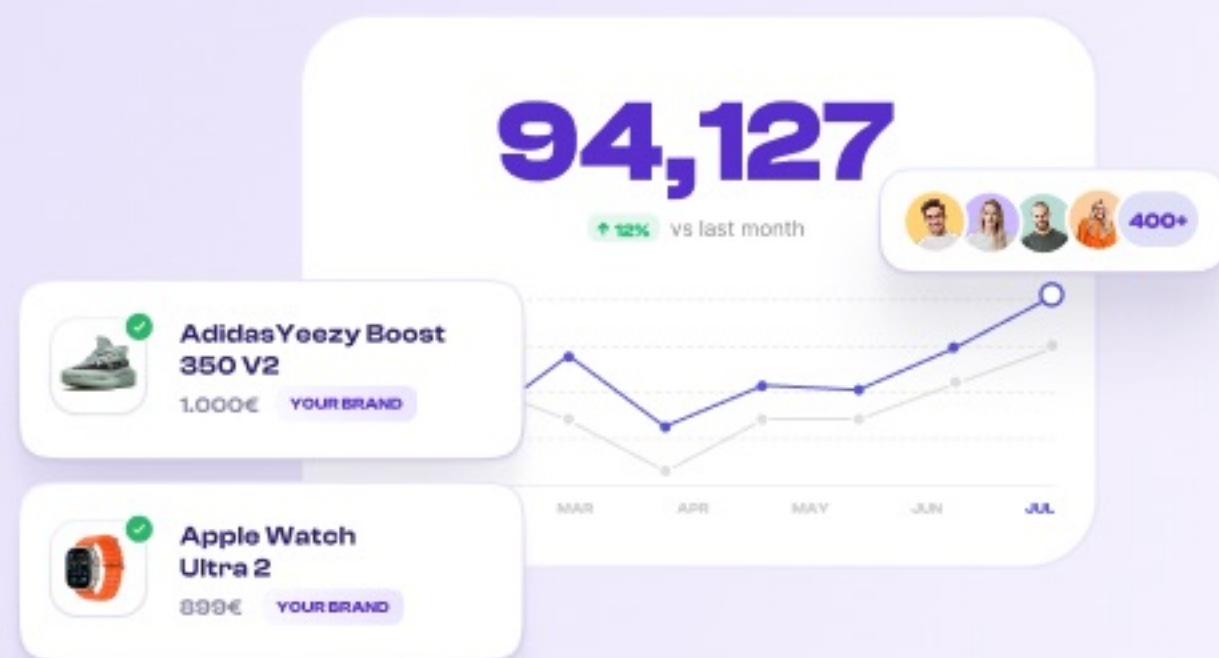 94,127
↑ 12% vs last month
400+
AdidasYeezy Boost
350 V2
1.000€ YOUR BRAND
Apple Watch
Ultra 2
899€ YOUR BRAND
MAR APR MAY JUN JUL